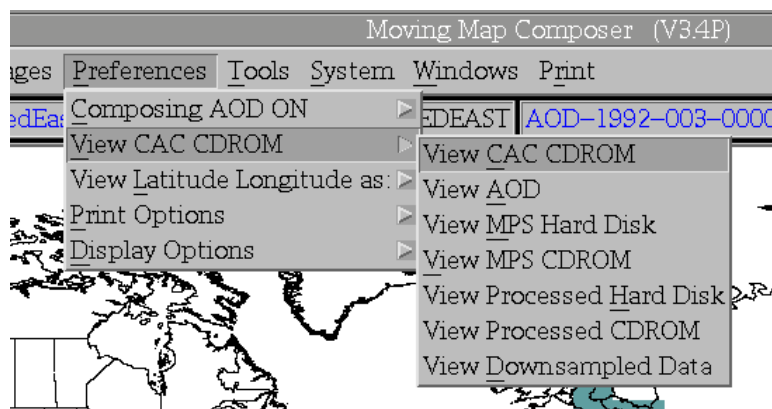 Moving Map Composer (V3.4P)
ages Preferences Tools System Windows Print
edEas
EDEAST
AOD-1992-003-0000
Composing AOD ON
View CAC CDROM
View Latitude Longitude as:
Print Options
Display Options
View CAC CDROM
View AOD
View MPS Hard Disk
View MPS CDROM
View Processed Hard Disk
View Processed CDROM
View Downsampled Data